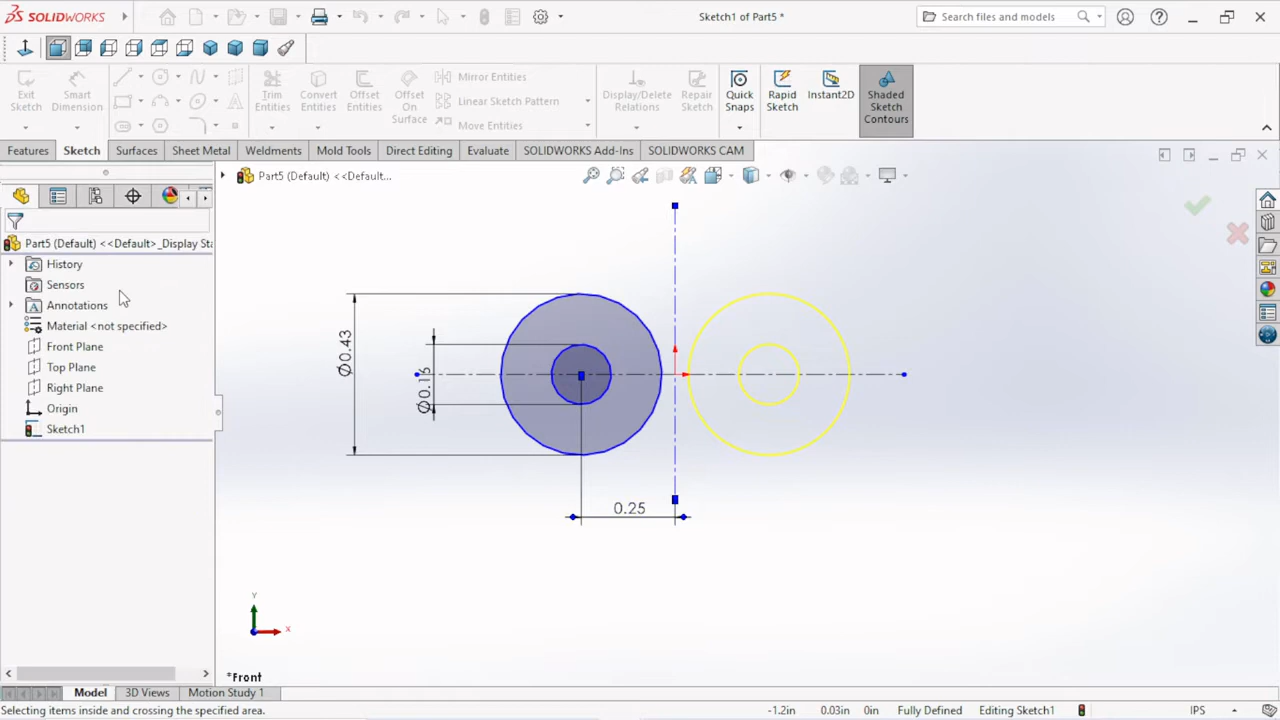 SOLIDWORKS
Sketch1 of Part5 *
Search files and models
Exit Sketch
Smart Dimension
Trim Entities
Convert Entities
Offset Entities
Offset On Surface
Mirror Entities
Linear Sketch Pattern
Move Entities
Display/Delete Relations
Repair Sketch
Quick Snaps
Rapid Sketch
Instant2D
Shaded Sketch Contours
Features
Sketch
Surfaces
Sheet Metal
Weldments
Mold Tools
Direct Editing
Evaluate
SOLIDWORKS Add-Ins
SOLIDWORKS CAM
Part5 (Default) <<Default...
Part5 (Default) <<Default>_Display Sta
History
Sensors
Annotations
Material <not specified>
Front Plane
Top Plane
Right Plane
Origin
Sketch1
Ø0.43
Ø0.16
0.25
Y
X
*Front
Model
3D Views
Motion Study 1
Selecting items inside and crossing the specified area.
-1.2in
0.03in
0in
Fully Defined
Editing Sketch1
IPS